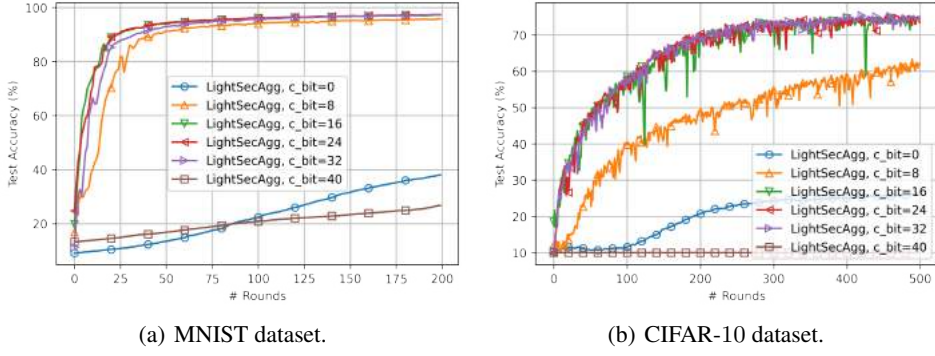 100
80
60
40
20
Test Accuracy (%)
LightSecAgg, c_bit=0
LightSecAgg, c_bit=8
LightSecAgg, c_bit=16
LightSecAgg, c_bit=24
LightSecAgg, c_bit=32
LightSecAgg, c_bit=40
0 25 50 75 100 125 150 175 200
# Rounds
(a) MNIST dataset.
70
60
50
40
30
20
10
Test Accuracy (%)
LightSecAgg, c_bit=0
LightSecAgg, c_bit=8
LightSecAgg, c_bit=16
LightSecAgg, c_bit=24
LightSecAgg, c_bit=32
LightSecAgg, c_bit=40
0 100 200 300 400 500
# Rounds
(b) CIFAR-10 dataset.